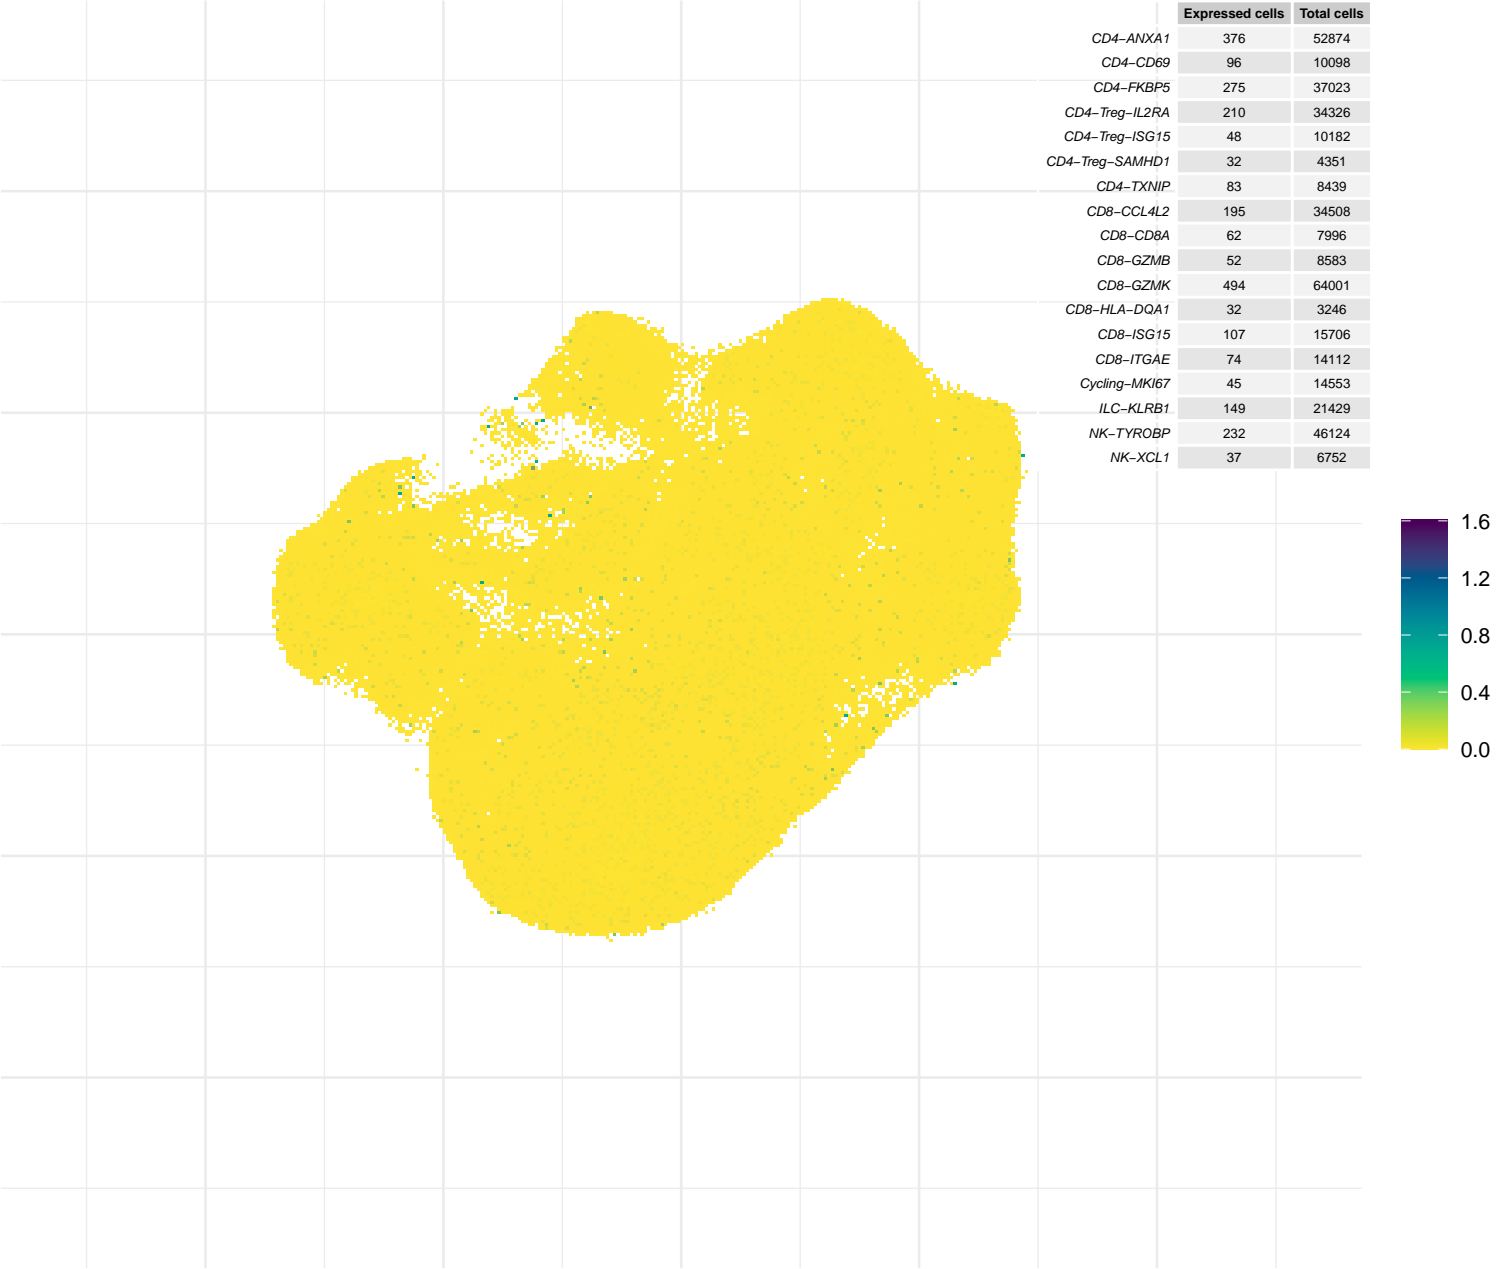 Expressed cells Total cells
CD4−ANXA1 376 52874
CD4−CD69 96 10098
CD4−FKBP5 275 37023
CD4−Treg−IL2RA 210 34326
CD4−Treg−ISG15 48 10182
CD4−Treg−SAMHD1 32 4351
CD4−TXNIP 83 8439
CD8−CCL4L2 195 34508
CD8−CD8A 62 7996
CD8−GZMB 52 8583
CD8−GZMK 494 64001
CD8−HLA−DQA1 32 3246
CD8−ISG15 107 15706
CD8−ITGAE 74 14112
Cycling−MKI67 45 14553
ILC−KLRB1 149 21429
NK−TYROBP 232 46124
NK−XCL1 37 6752
1.6
1.2
0.8
0.4
0.0